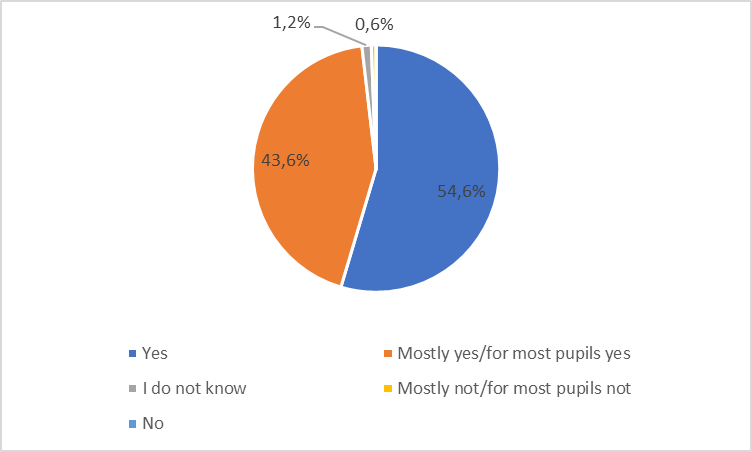 1,2%
0,6%
43,6%
54,6%
Yes
Mostly yes/for most pupils yes
I do not know
Mostly not/for most pupils not
No